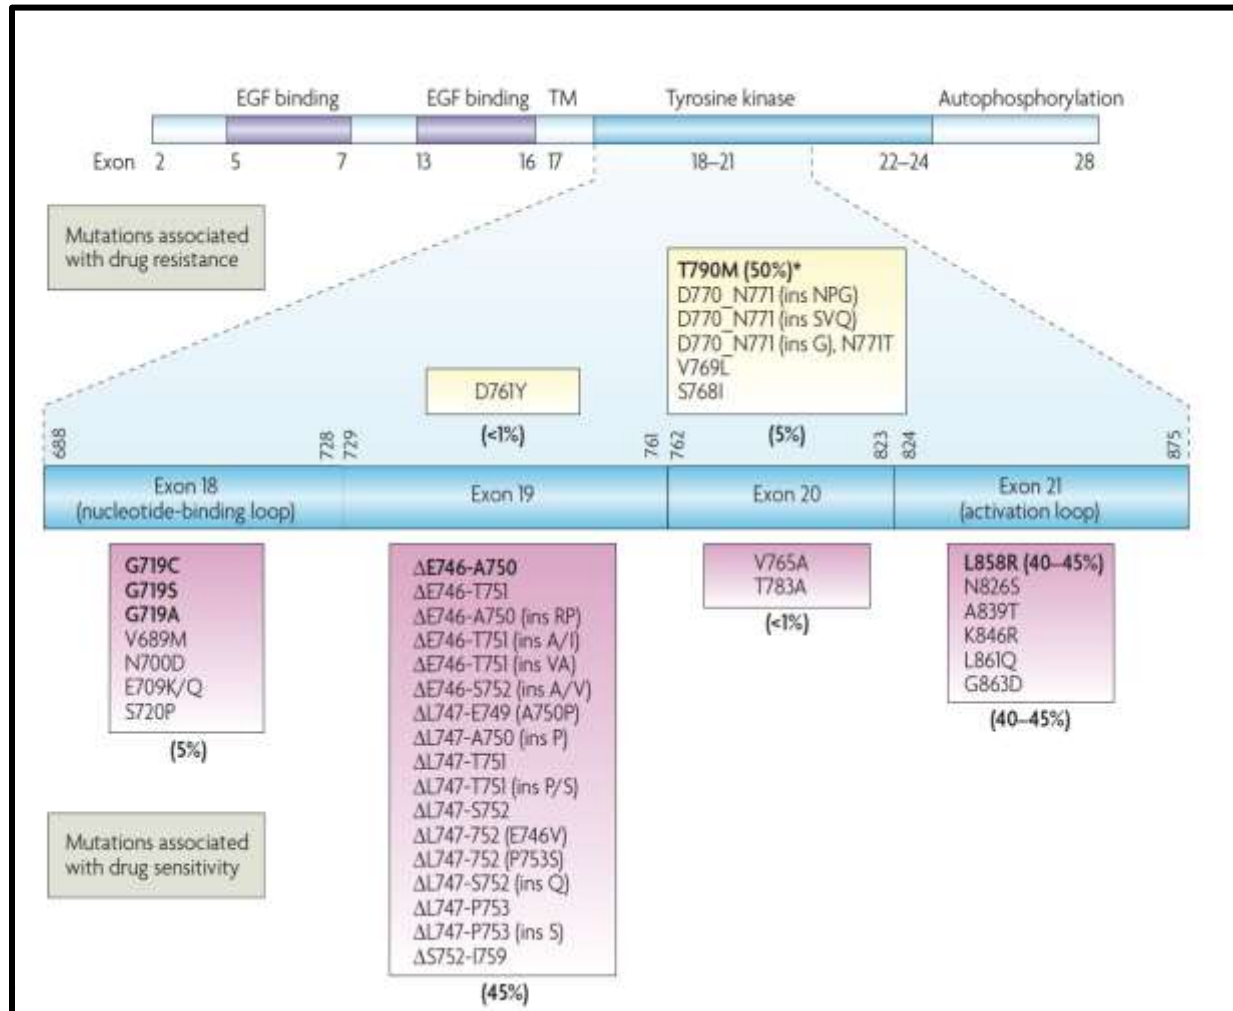 EGF binding EGF binding TM Tyrosine kinase Autophosphorylation
Exon 2 5 7 13 16 17 18–21 22–24 28
Mutations associated
with drug resistance
T790M (50%)*
D770_N771 (ins NPG)
D770_N771 (ins SVQ)
D770_N771 (ins G), N771T
V769L
S768I
(5%)
D761Y
(<1%)
688 728 729 761 762 823 824 875
Exon 18
(nucleotide-binding loop)
Exon 19
Exon 20
Exon 21
(activation loop)
G719C
G719S
G719A
V689M
N700D
E709K/Q
S720P
(5%)
ΔE746-A750
ΔE746-T751
ΔE746-A750 (ins RP)
ΔE746-T751 (ins A/I)
ΔE746-T751 (ins VA)
ΔE746-S752 (ins A/V)
ΔL747-E749 (A750P)
ΔL747-A750 (ins P)
ΔL747-T751
ΔL747-T751 (ins P/S)
ΔL747-S752
ΔL747-752 (E746V)
ΔL747-752 (P753S)
ΔL747-S752 (ins Q)
ΔL747-P753
ΔL747-P753 (ins S)
ΔS752-I759
(45%)
V765A
T783A
(<1%)
L858R (40–45%)
N826S
A839T
K846R
L861Q
G863D
(40–45%)
Mutations associated
with drug sensitivity